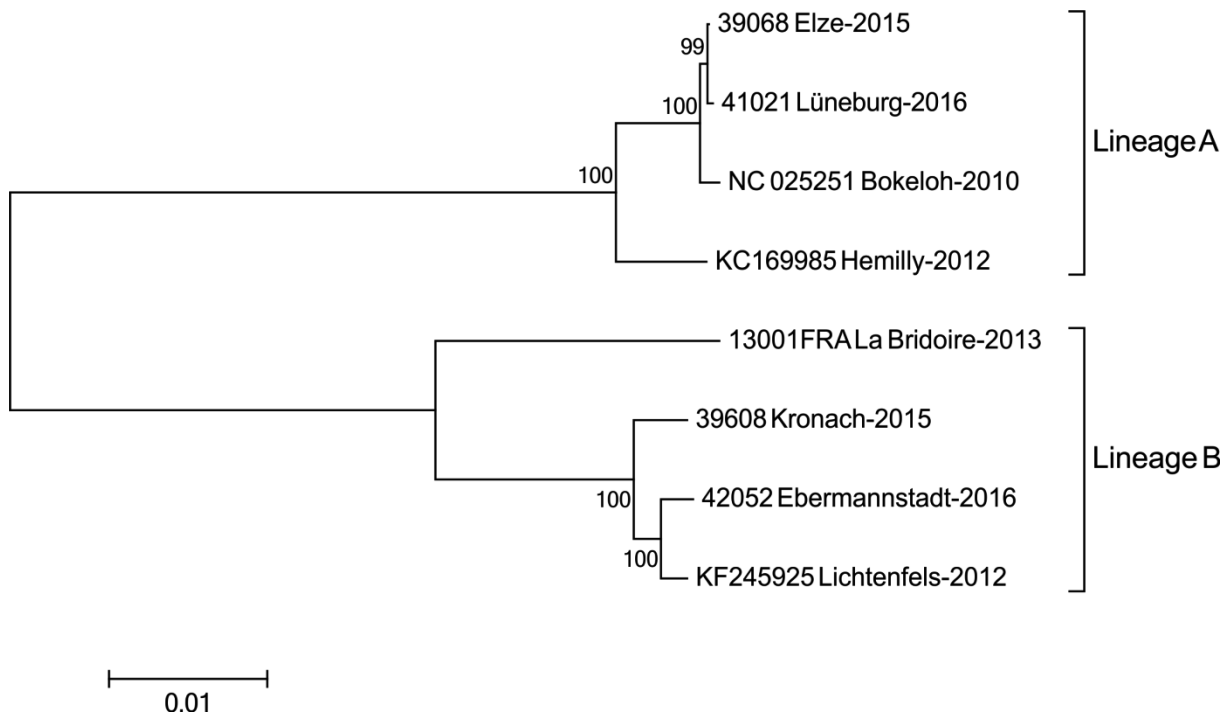 39068 Elze-2015
99
41021 Lüneburg-2016
100
Lineage A
100
NC 025251 Bokeloh-2010
KC169985 Hemilly-2012
13001FRA La Bridoire-2013
39608 Kronach-2015
Lineage B
100
42052 Ebermannstadt-2016
100
KF245925 Lichtenfels-2012
0.01